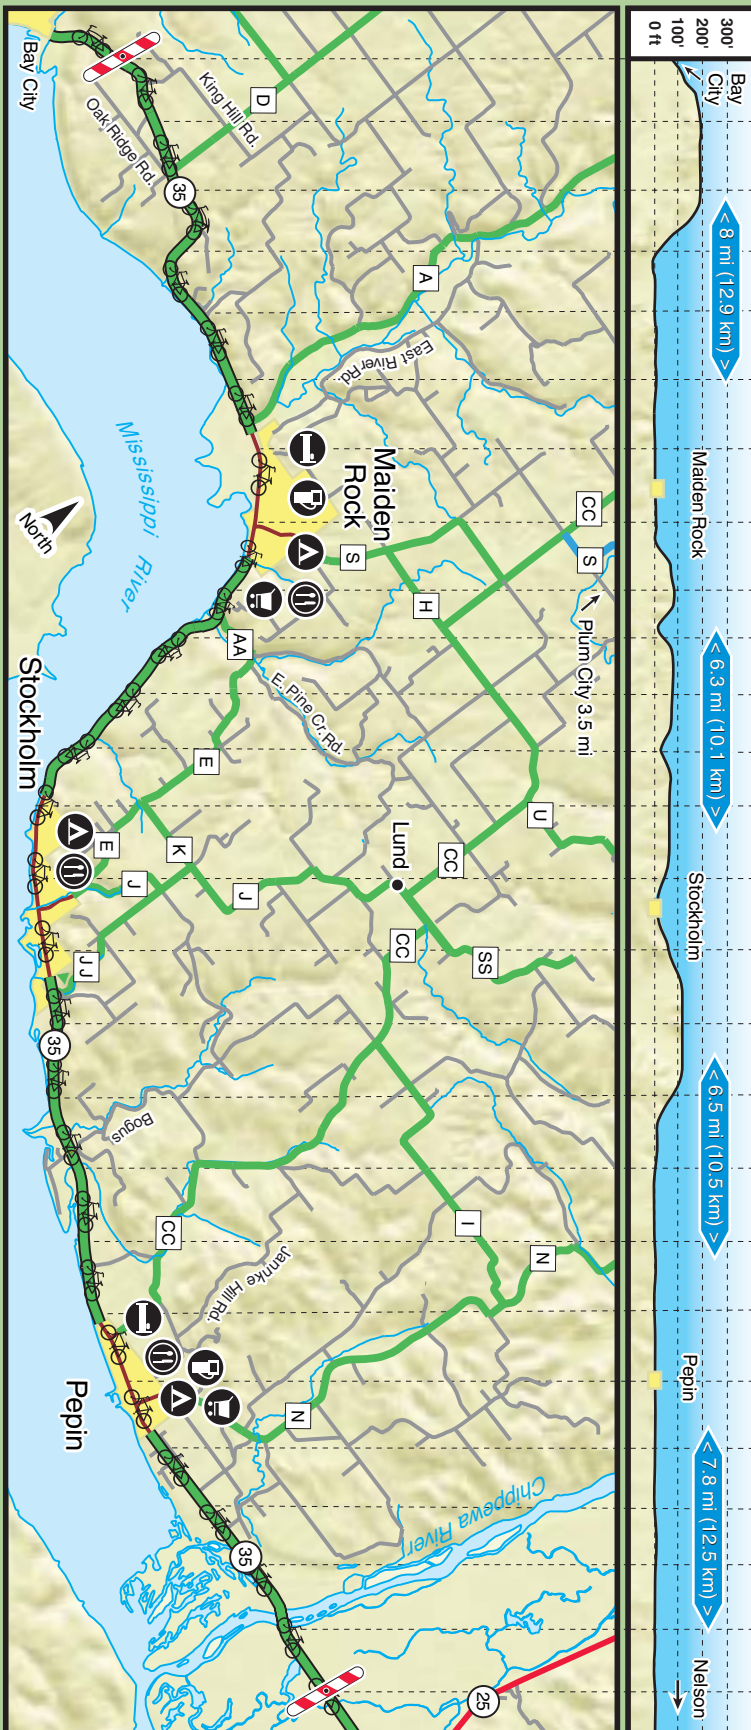 300'
200'
100'
0 ft
Bay
City
< 8 mi (12.9 km) >
Maiden Rock
< 6.3 mi (10.1 km) >
Stockholm
< 6.5 mi (10.5 km) >
Pepin
< 7.8 mi (12.5 km) >
Nelson
Bay City
King Hill Rd.
Oak Ridge Rd.
D
35
A
East River Rd.
Maiden
Rock
Mississippi River
North
CC
S
S
H
Plum City 3.5 mi
AA
E. Pine Cr. Rd.
E
U
Stockholm
K
E
J
J
Lund
CC
CC
SS
JJ
35
Bogus
I
N
CC
Jannke Hill Rd.
N
Pepin
Chippewa River
35
25